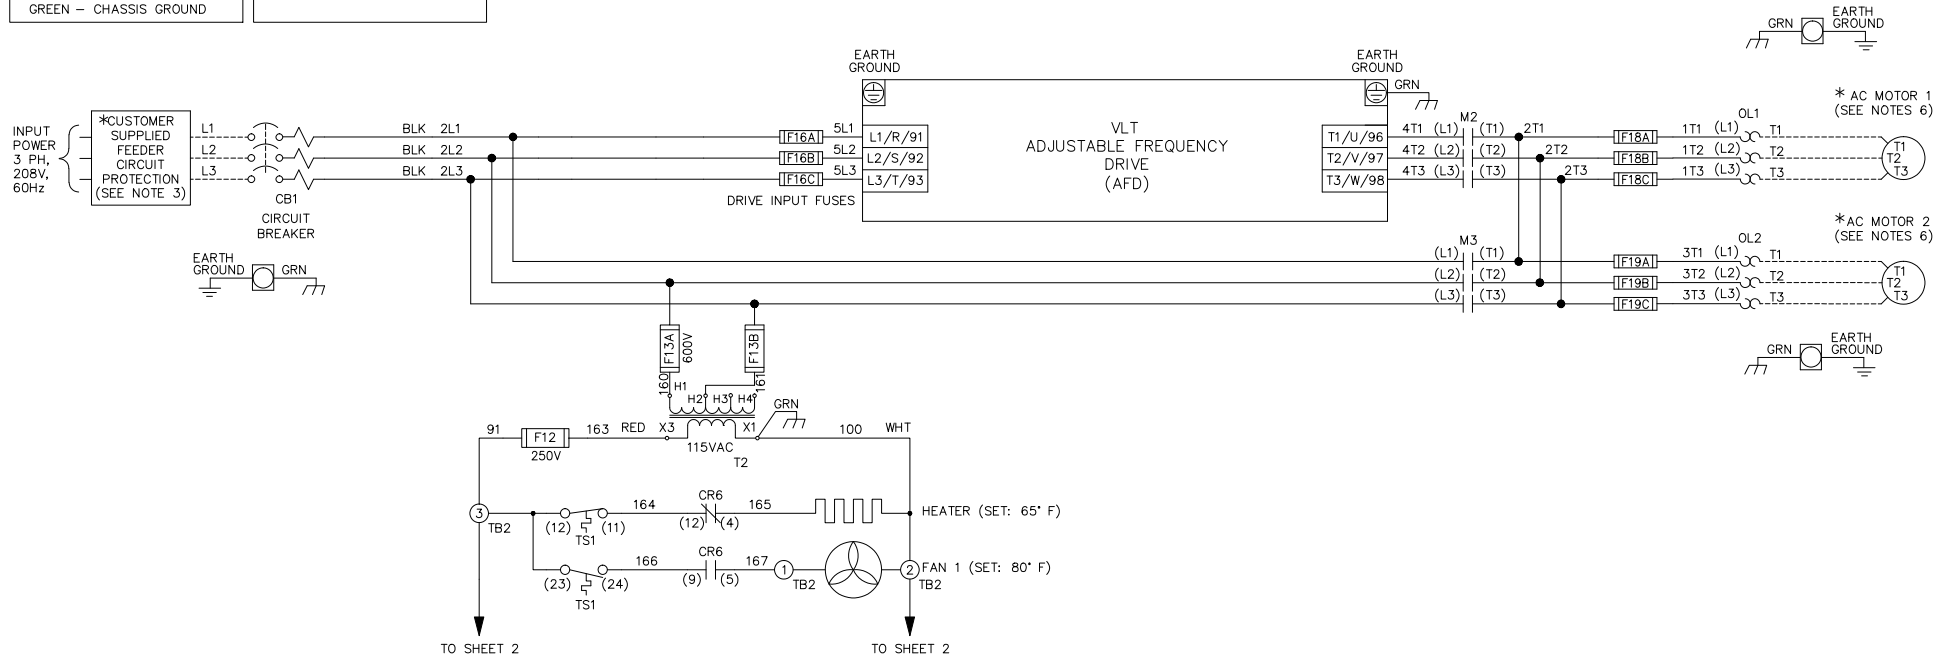 GREEN – CHASSIS GROUND
INPUT
POWER
3 PH,
208V,
60Hz
*CUSTOMER
SUPPLIED
FEEDER
CIRCUIT
PROTECTION
(SEE NOTE 3)
L1
L2
L3
CB1
CIRCUIT
BREAKER
EARTH
GROUND
GRN
BLK 2L1
BLK 2L2
BLK 2L3
F16A
F16B
F16C
5L1
5L2
5L3
DRIVE INPUT FUSES
EARTH
GROUND
L1/R/91
L2/S/92
L3/T/93
VLT
ADJUSTABLE FREQUENCY
DRIVE
(AFD)
EARTH
GROUND
GRN
T1/U/96
T2/V/97
T3/W/98
4T1 (L1)
4T2 (L2)
4T3 (L3)
M2
(T1) 2T1
(T2) 2T2
(T3) 2T3
F18A
F18B
F18C
1T1 (L1)
1T2 (L2)
1T3 (L3)
OL1
T1
T2
T3
T1
T2
T3
* AC MOTOR 1
(SEE NOTES 6)
GRN
EARTH
GROUND
M3
(L1) (T1)
(L2) (T2)
(L3) (T3)
F19A
F19B
F19C
3T1 (L1)
3T2 (L2)
3T3 (L3)
OL2
T1
T2
T3
T1
T2
T3
*AC MOTOR 2
(SEE NOTES 6)
GRN
EARTH
GROUND
F13A
600V
F13B
160
161
H1
H2
H3
H4
GRN
91
F12
250V
163 RED X3
115VAC
X1
T2
100 WHT
3
TB2
(12)
TS1
(11)
164
CR6
(12)
(4)
165
HEATER (SET: 65° F)
(23)
TS1
(24)
166
CR6
(9)
(5)
167
1
TB2
2
TB2
FAN 1 (SET: 80° F)
TO SHEET 2
TO SHEET 2